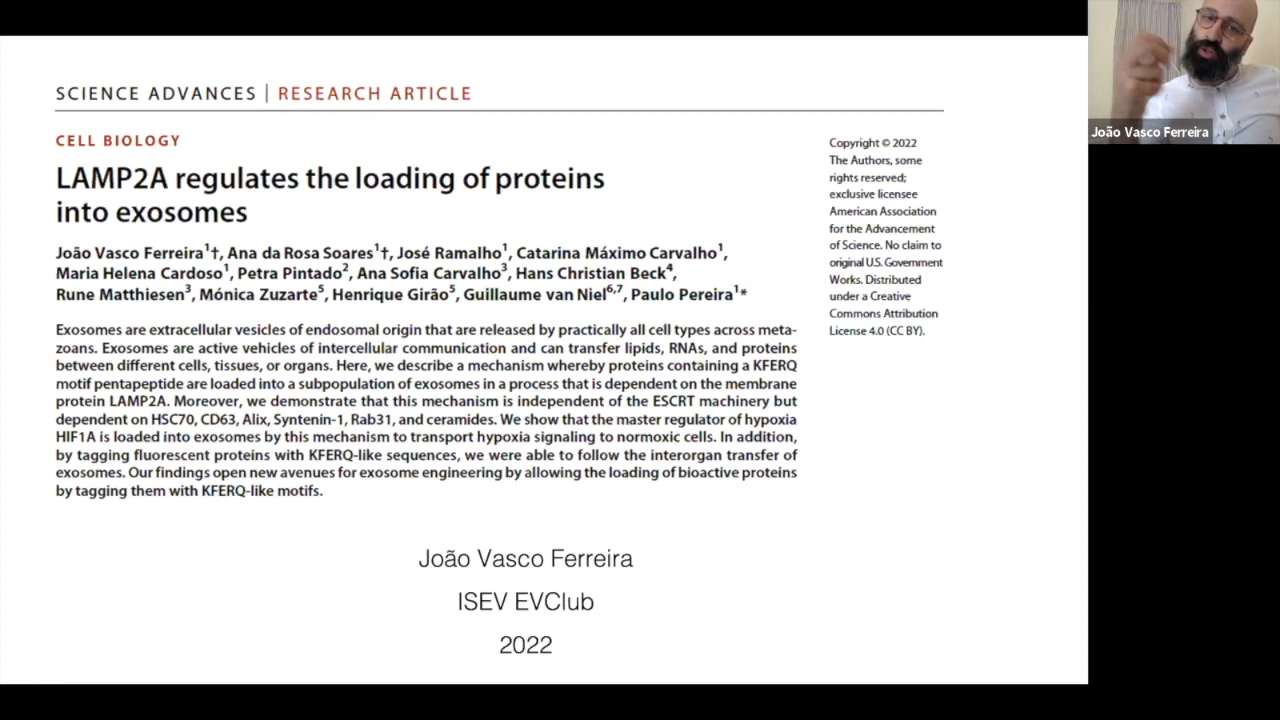 SCIENCE ADVANCES | RESEARCH ARTICLE
CELL BIOLOGY
LAMP2A regulates the loading of proteins
into exosomes
João Vasco Ferreira¹†, Ana da Rosa Soares¹†, José Ramalho¹, Catarina Máximo Carvalho¹,
Maria Helena Cardoso¹, Petra Pintado², Ana Sofia Carvalho³, Hans Christian Beck⁴,
Rune Matthiesen³, Mónica Zuzarte⁵, Henrique Girão⁵, Guillaume van Niel⁶,⁷, Paulo Pereira¹*
Exosomes are extracellular vesicles of endosomal origin that are released by practically all cell types across meta-
zoans. Exosomes are active vehicles of intercellular communication and can transfer lipids, RNAs, and proteins
between different cells, tissues, or organs. Here, we describe a mechanism whereby proteins containing a KFERQ
motif pentapeptide are loaded into a subpopulation of exosomes in a process that is dependent on the membrane
protein LAMP2A. Moreover, we demonstrate that this mechanism is independent of the ESCRT machinery but
dependent on HSC70, CD63, Alix, Syntenin-1, Rab31, and ceramides. We show that the master regulator of hypoxia
HIF1A is loaded into exosomes by this mechanism to transport hypoxia signaling to normoxic cells. In addition,
by tagging fluorescent proteins with KFERQ-like sequences, we were able to follow the interorgan transfer of
exosomes. Our findings open new avenues for exosome engineering by allowing the loading of bioactive proteins
by tagging them with KFERQ-like motifs.
Copyright © 2022
The Authors, some
rights reserved;
exclusive licensee
American Association
for the Advancement
of Science. No claim to
original U.S. Government
Works. Distributed
under a Creative
Commons Attribution
License 4.0 (CC BY).
João Vasco Ferreira
ISEV EVClub
2022
João Vasco Ferreira